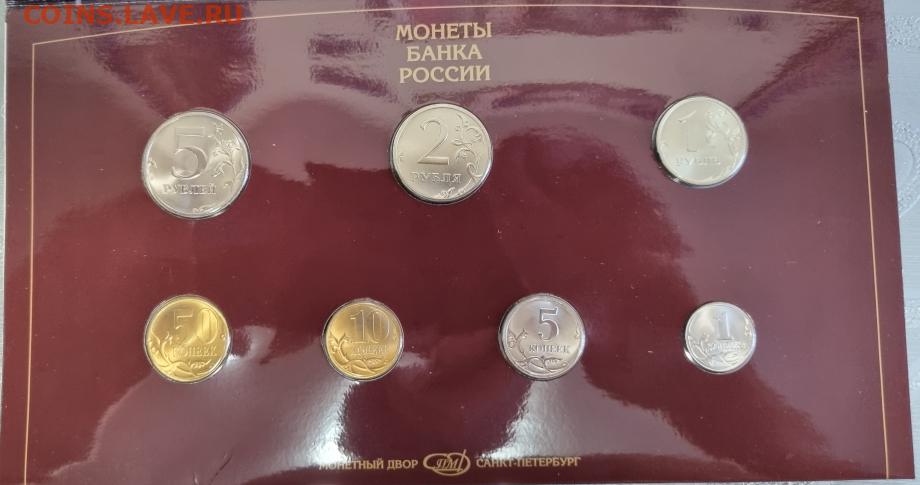 COINS.LAVE.RU
МОНЕТЫ
БАНКА
РОССИИ
5
РУБЛЕЙ
2
РУБЛЯ
1
РУБЛЬ
50
КОПЕЕК
10
КОПЕЕК
5
КОПЕЕК
1
КОПЕЙКА
МОНЕТНЫЙ ДВОР ПМД САНКТ-ПЕТЕРБУРГ